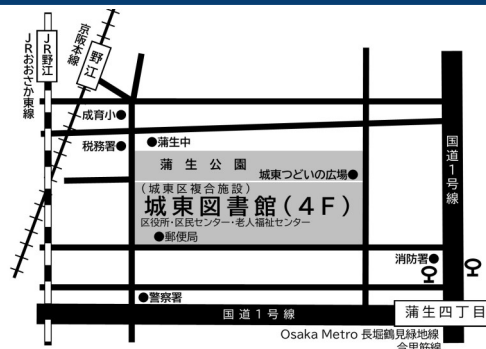 JRおおさか東線
JR野江
京阪本線
野江
成育小●
税務署●
●蒲生中
蒲生公園
城東つどいの広場●
(城東区複合施設)
城東図書館(4F)
区役所・区民センター・老人福祉センター
●郵便局
国道1号線
消防署●
●警察署
国道1号線
蒲生四丁目
Osaka Metro 長堀鶴見緑地線
今里筋線